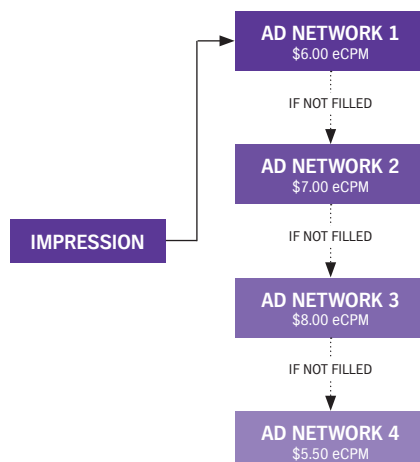 AD NETWORK 1
$6.00 eCPM
IF NOT FILLED
AD NETWORK 2
$7.00 eCPM
IMPRESSION
IF NOT FILLED
AD NETWORK 3
$8.00 eCPM
IF NOT FILLED
AD NETWORK 4
$5.50 eCPM